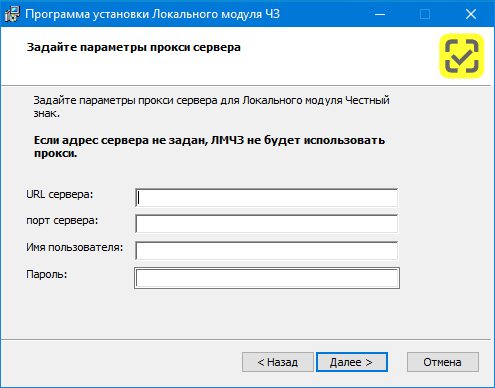 Программа установки Локального модуля ЧЗ
Задайте параметры прокси сервера
Задайте параметры прокси сервера для Локального модуля Честный
знак.
Если адрес сервера не задан, ЛМЧЗ не будет использовать
прокси.
URL сервера:
порт сервера:
Имя пользователя:
Пароль:
< Назад
Далее >
Отмена